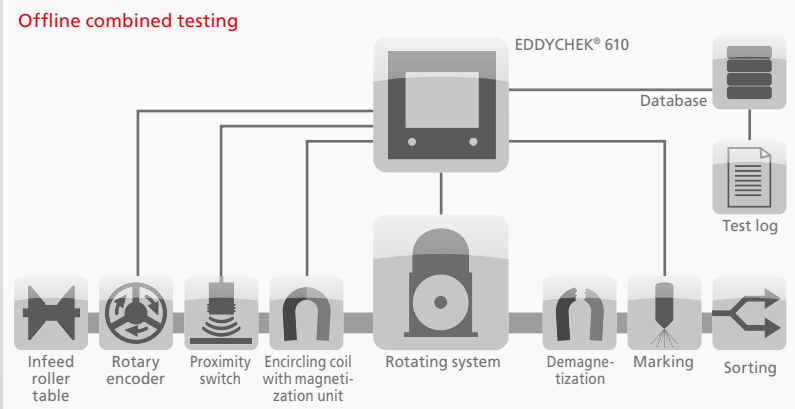 Offline combined testing
EDDYCHEK® 610
Database
Test log
Infeed
roller
table
Rotary
encoder
Proximity
switch
Encircling coil
with magneti-
zation unit
Rotating system
Demagne-
tization
Marking
Sorting